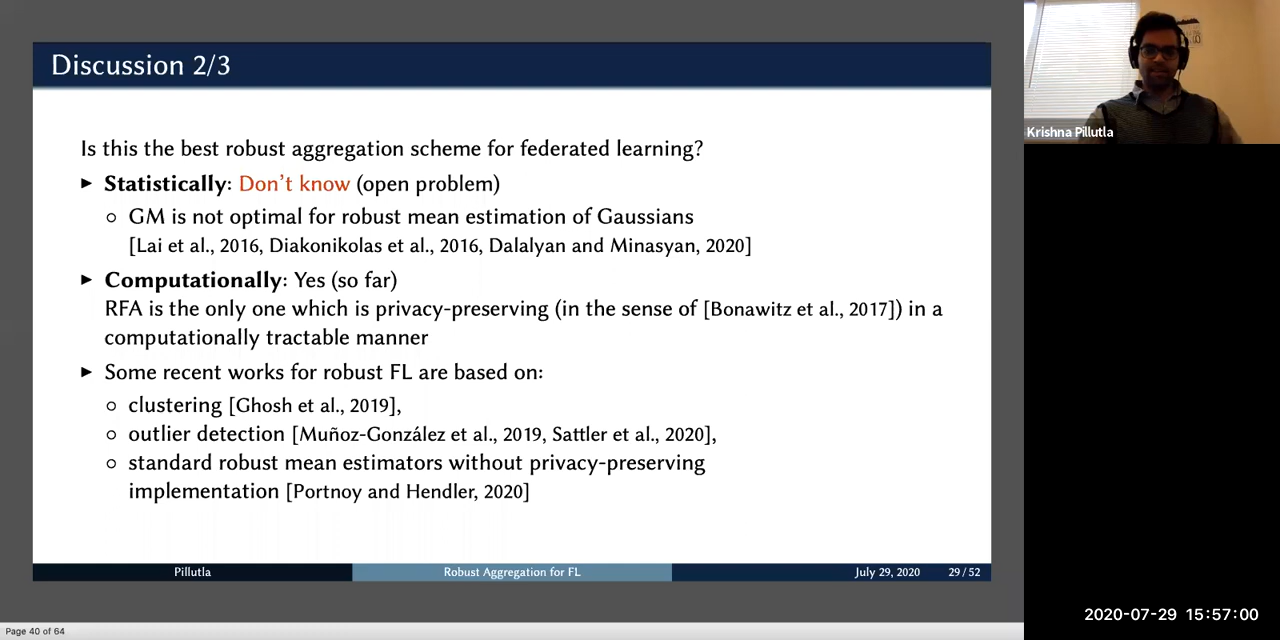 Discussion 2/3
Is this the best robust aggregation scheme for federated learning?
▶ Statistically: Don't know (open problem)
○ GM is not optimal for robust mean estimation of Gaussians
[Lai et al., 2016, Diakonikolas et al., 2016, Dalalyan and Minasyan, 2020]
▶ Computationally: Yes (so far)
RFA is the only one which is privacy-preserving (in the sense of [Bonawitz et al., 2017]) in a
computationally tractable manner
▶ Some recent works for robust FL are based on:
○ clustering [Ghosh et al., 2019],
○ outlier detection [Muñoz-González et al., 2019, Sattler et al., 2020],
○ standard robust mean estimators without privacy-preserving
implementation [Portnoy and Hendler, 2020]
Pillutla
Robust Aggregation for FL
July 29, 2020
29 / 52
Page 40 of 64
Krishna Pillutla
2020-07-29 15:57:00